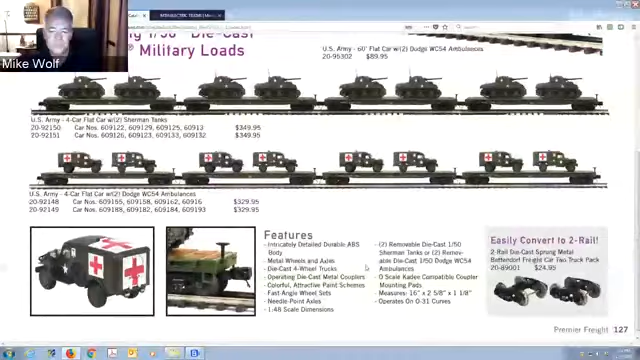 Mike Wolf
Die-Cast
Military Loads
U.S. Army - 60' Flat Car w/(2) Dodge WC54 Ambulances
20-95302 $89.95
U.S. Army - 4-Car Flat Car w/(2) Sherman Tanks
20-92150 Car Nos. 609122, 609129, 609125, 60913 $349.95
20-92151 Car Nos. 609126, 609123, 609133, 609132 $349.95
U.S. Army - 4-Car Flat Car w/(2) Dodge WC54 Ambulances
20-92148 Car Nos. 609155, 609158, 609162, 60916 $329.95
20-92149 Car Nos. 609188, 609182, 609184, 609193 $329.95
Features
- Intricately Detailed Durable ABS
Body
- Metal Wheels and Axles
- Die-Cast 4-Wheel Trucks
- Operating Die-Cast Metal Couplers
- Colorful, Attractive Paint Schemes
- Fast-Angle Wheel Sets
- Needle-Point Axles
- 1:48 Scale Dimensions
- (2) Removable Die-Cast 1/50
Sherman Tanks or (2) Remov-
able Die-Cast 1/50 Dodge WC54
Ambulances
- O Scale Kadee Compatible Coupler
Mounting Pads
- Measures: 16" x 2 5/8" x 1 1/8"
- Operates On O-31 Curves
Easily Convert to 2-Rail!
2-Rail Die-Cast Sprung Metal
Bettendorf Freight Car Two Truck Pack
20-89001 $24.95
Premier Freight 127